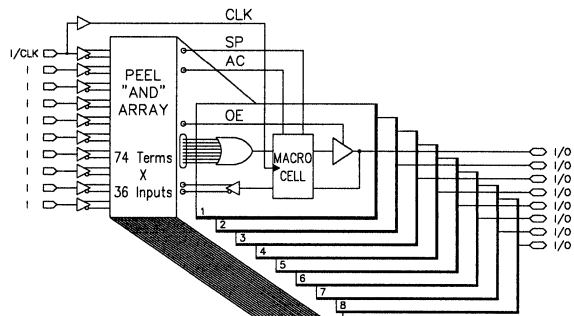 CLK
I/CLK
SP
AC
OE
PEEL
"AND"
ARRAY
74 Terms
X
36 Inputs
MACRO
CELL
I
I
I
I
I
I
I
I
I
I/O
I/O
I/O
I/O
I/O
I/O
I/O
I/O
1
2
3
4
5
6
7
8